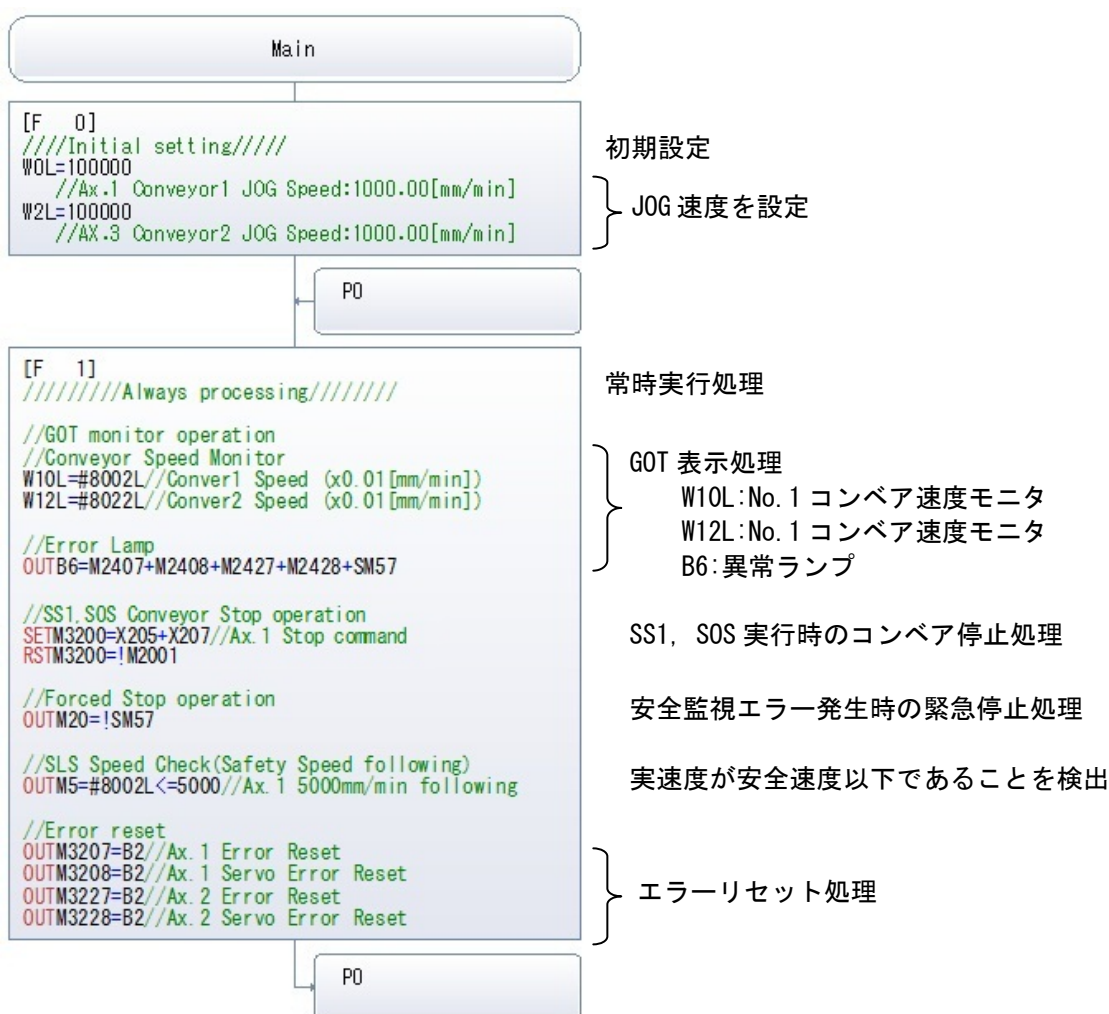 Main
[F 0]
////Initial setting/////
W0L=100000
//Ax.1 Conveyor1 JOG Speed:1000.00[mm/min]
W2L=100000
//AX.3 Conveyor2 JOG Speed:1000.00[mm/min]
初期設定
JOG 速度を設定
P0
[F 1]
/////////Always processing////////
常時実行処理
//GOT monitor operation
//Conveyor Speed Monitor
W10L=#8002L//Conver1 Speed (x0.01[mm/min])
W12L=#8022L//Conver2 Speed (x0.01[mm/min])
//Error Lamp
OUTB6=M2407+M2408+M2427+M2428+SM57
GOT 表示処理
W10L:No.1 コンベア速度モニタ
W12L:No.1 コンベア速度モニタ
B6:異常ランプ
//SS1,SOS Conveyor Stop operation
SETM3200=X205+X207//Ax.1 Stop command
RSTM3200=!M2001
SS1, SOS 実行時のコンベア停止処理
//Forced Stop operation
OUTM20=!SM57
安全監視エラー発生時の緊急停止処理
//SLS Speed Check(Safety Speed following)
OUTM5=#8002L<=5000//Ax.1 5000mm/min following
実速度が安全速度以下であることを検出
//Error reset
OUTM3207=B2//Ax.1 Error Reset
OUTM3208=B2//Ax.1 Servo Error Reset
OUTM3227=B2//Ax.2 Error Reset
OUTM3228=B2//Ax.2 Servo Error Reset
エラーリセット処理
P0